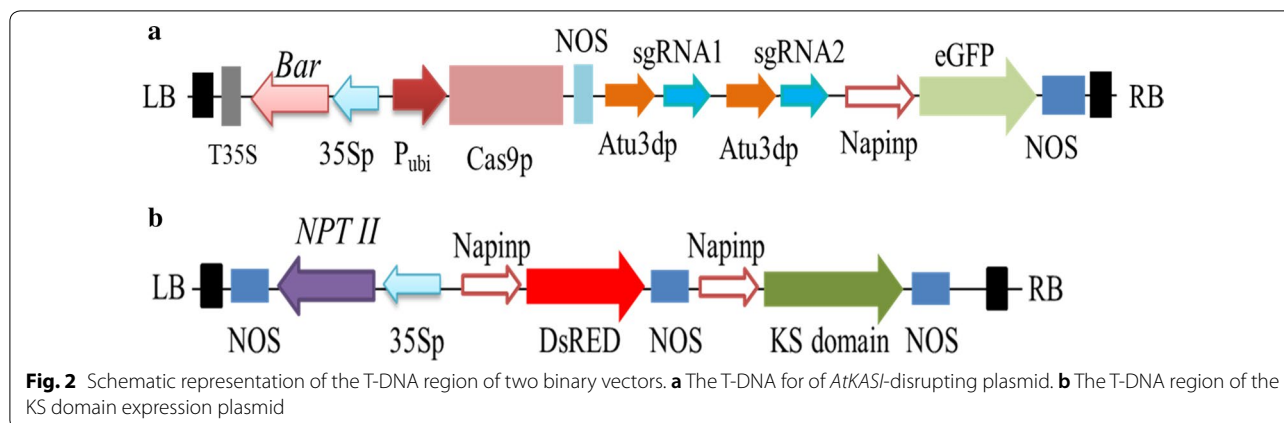 a
NOS
Bar sgRNA1 sgRNA2 eGFP
LB RB
T35S 35Sp Pubi Cas9p Atu3dp Atu3dp Napinp NOS
b
NPT II Napinp Napinp
LB RB
NOS 35Sp DsRED NOS KS domain NOS
Fig. 2 Schematic representation of the T-DNA region of two binary vectors. a The T-DNA for of AtKASI-disrupting plasmid. b The T-DNA region of the
KS domain expression plasmid